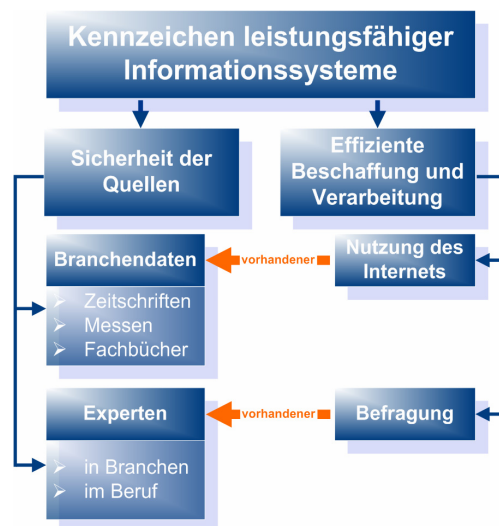 Kennzeichen leistungsfähiger
Informationssysteme
Sicherheit der
Quellen
Effiziente
Beschaffung und
Verarbeitung
Branchendaten
vorhandener
Nutzung des
Internets
Zeitschriften
Messen
Fachbücher
Experten
vorhandener
Befragung
in Branchen
im Beruf